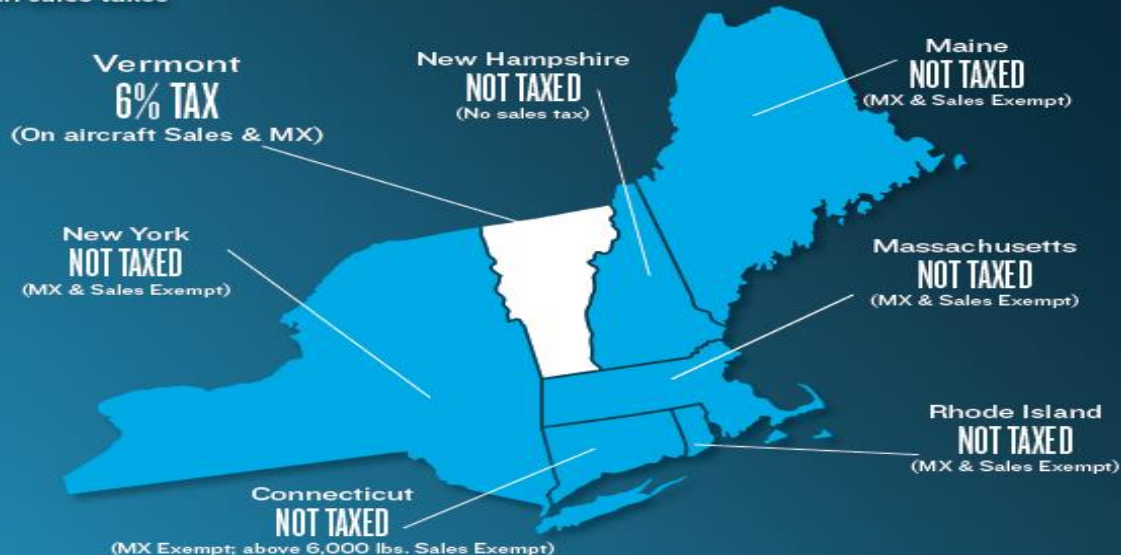 sales taxes
Vermont
6% TAX
(On aircraft Sales & MX)
New Hampshire
NOT TAXED
(No sales tax)
Maine
NOT TAXED
(MX & Sales Exempt)
New York
NOT TAXED
(MX & Sales Exempt)
Massachusetts
NOT TAXED
(MX & Sales Exempt)
Rhode Island
NOT TAXED
(MX & Sales Exempt)
Connecticut
NOT TAXED
(MX Exempt; above 6,000 lbs. Sales Exempt)